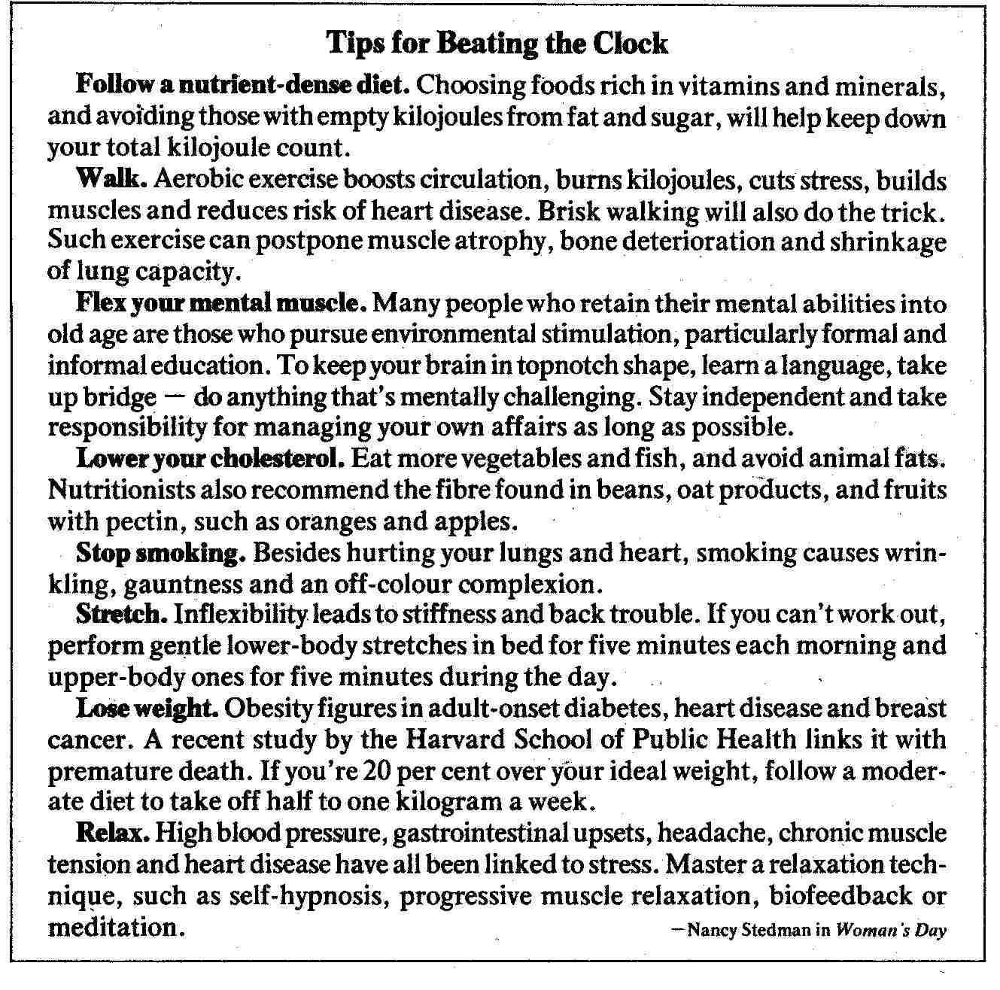 Tips for Beating the Clock
Follow a nutrient-dense diet. Choosing foods rich in vitamins and minerals,
and avoiding those with empty kilojoules from fat and sugar, will help keep down
your total kilojoule count.
Walk. Aerobic exercise boosts circulation, burns kilojoules, cuts stress, builds
muscles and reduces risk of heart disease. Brisk walking will also do the trick.
Such exercise can postpone muscle atrophy, bone deterioration and shrinkage
of lung capacity.
Flex your mental muscle. Many people who retain their mental abilities into
old age are those who pursue environmental stimulation, particularly formal and
informal education. To keep your brain in topnotch shape, learn a language, take
up bridge — do anything that's mentally challenging. Stay independent and take
responsibility for managing your own affairs as long as possible.
Lower your cholesterol. Eat more vegetables and fish, and avoid animal fats.
Nutritionists also recommend the fibre found in beans, oat products, and fruits
with pectin, such as oranges and apples.
Stop smoking. Besides hurting your lungs and heart, smoking causes wrin-
kling, gauntness and an off-colour complexion.
Stretch. Inflexibility leads to stiffness and back trouble. If you can't work out,
perform gentle lower-body stretches in bed for five minutes each morning and
upper-body ones for five minutes during the day.
Lose weight. Obesity figures in adult-onset diabetes, heart disease and breast
cancer. A recent study by the Harvard School of Public Health links it with
premature death. If you're 20 per cent over your ideal weight, follow a moder-
ate diet to take off half to one kilogram a week.
Relax. High blood pressure, gastrointestinal upsets, headache, chronic muscle
tension and heart disease have all been linked to stress. Master a relaxation tech-
nique, such as self-hypnosis, progressive muscle relaxation, biofeedback or
meditation. —Nancy Stedman in Woman's Day